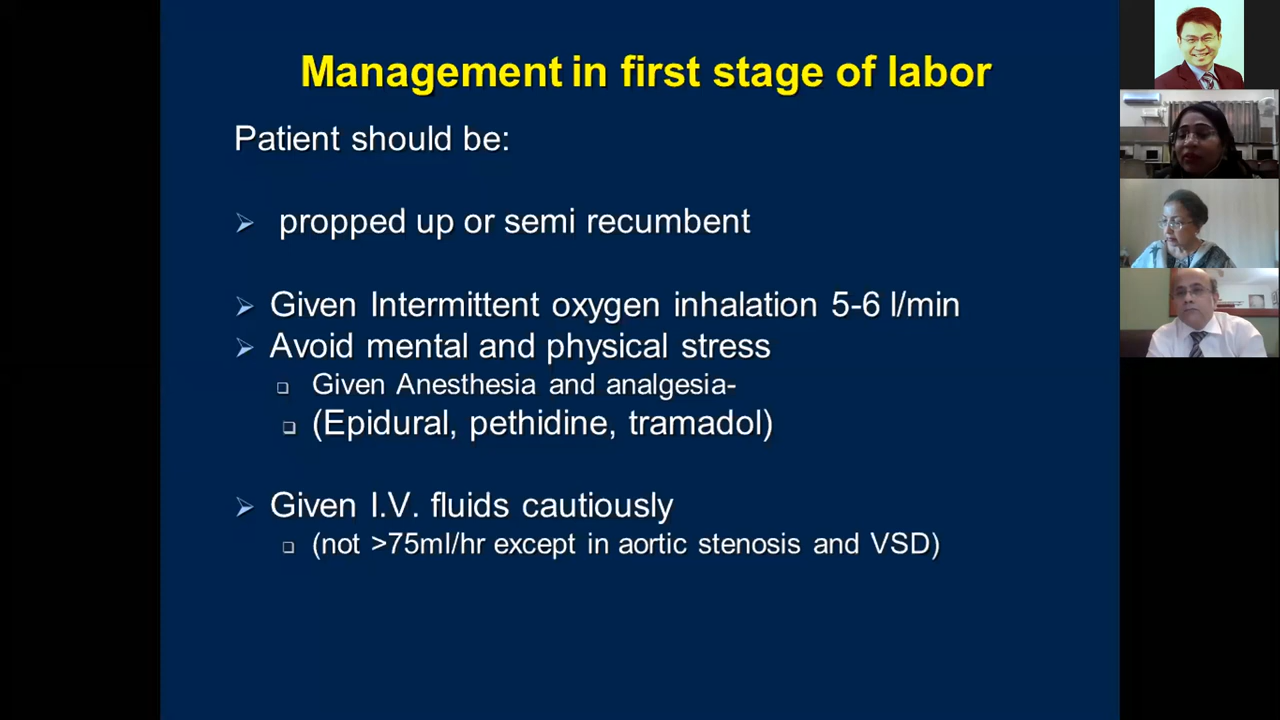 Management in first stage of labor
Patient should be:
propped up or semi recumbent
Given Intermittent oxygen inhalation 5-6 l/min
Avoid mental and physical stress
Given Anesthesia and analgesia-
(Epidural, pethidine, tramadol)
Given I.V. fluids cautiously
(not >75ml/hr except in aortic stenosis and VSD)